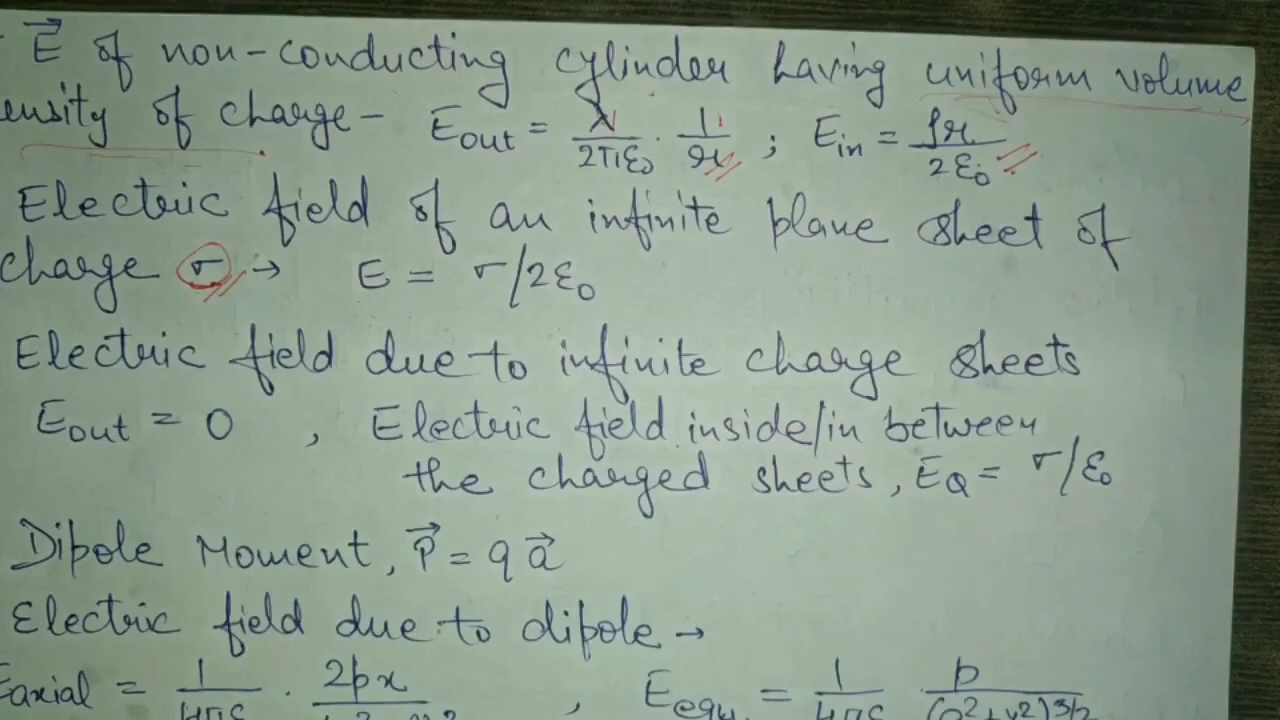 E⃗ of non-conducting cylinder having uniform volume
ensity of charge- Eout = λ/2πε₀ . 1/r ; Ein = ρr/2ε₀
Electric field of an infinite plane sheet of
charge σ → E = σ/2ε₀
Electric field due to infinite charge sheets
Eout = 0 , Electric field inside/in between
the charged sheets, EQ = σ/ε₀
Dipole Moment, P⃗ = qa⃗
Electric field due to dipole →
Eaxial = 1/4πε . 2px , Eequ. = 1/4πε . p/(a²+x²)3/2